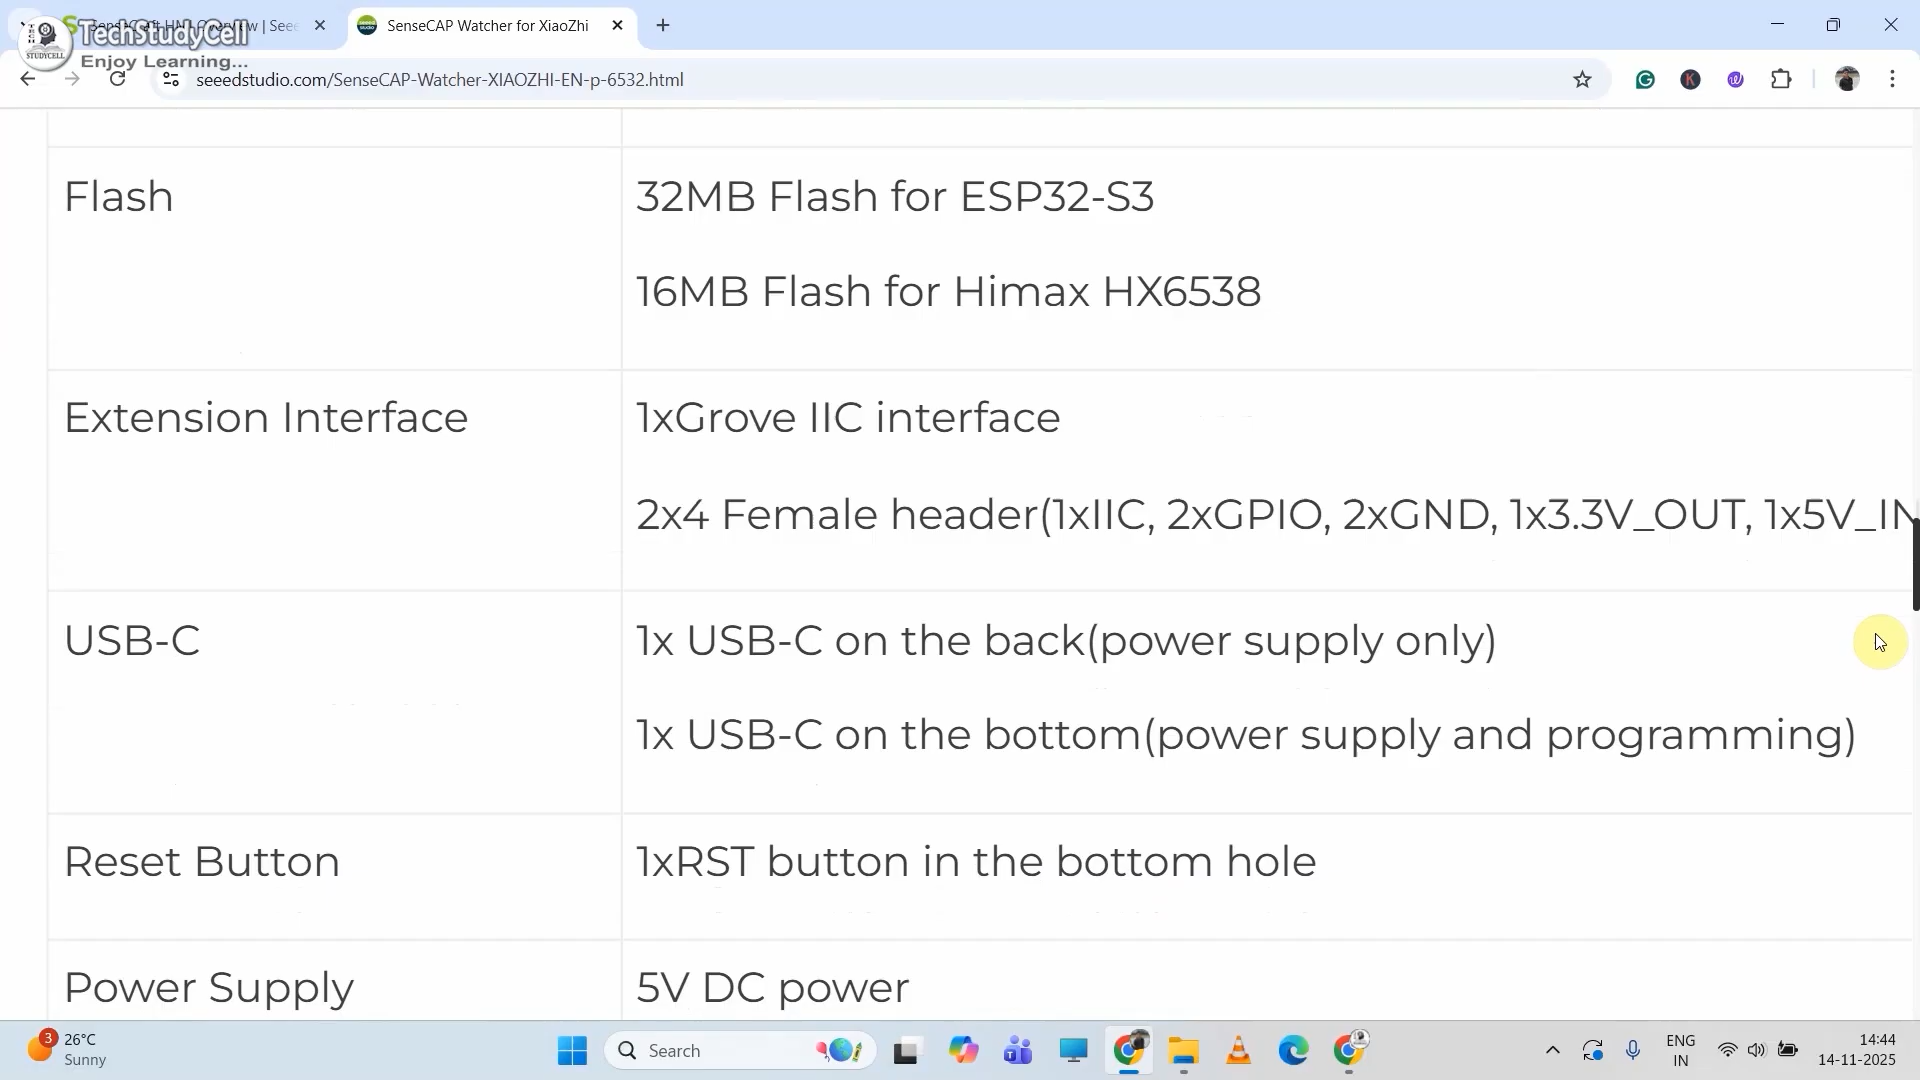 SenseCAP Watcher for XiaoZhi
TechStudyCell
Enjoy Learning...
STUDYCELL
seeedstudio.com/SenseCAP-Watcher-XIAOZHI-EN-p-6532.html
Flash
32MB Flash for ESP32-S3
16MB Flash for Himax HX6538
Extension Interface
1xGrove IIC interface
2x4 Female header(1xIIC, 2xGPIO, 2xGND, 1x3.3V_OUT, 1x5V_IN
USB-C
1x USB-C on the back(power supply only)
1x USB-C on the bottom(power supply and programming)
Reset Button
1xRST button in the bottom hole
Power Supply
5V DC power
3
26°C
Sunny
Search
ENG
IN
14:44
14-11-2025